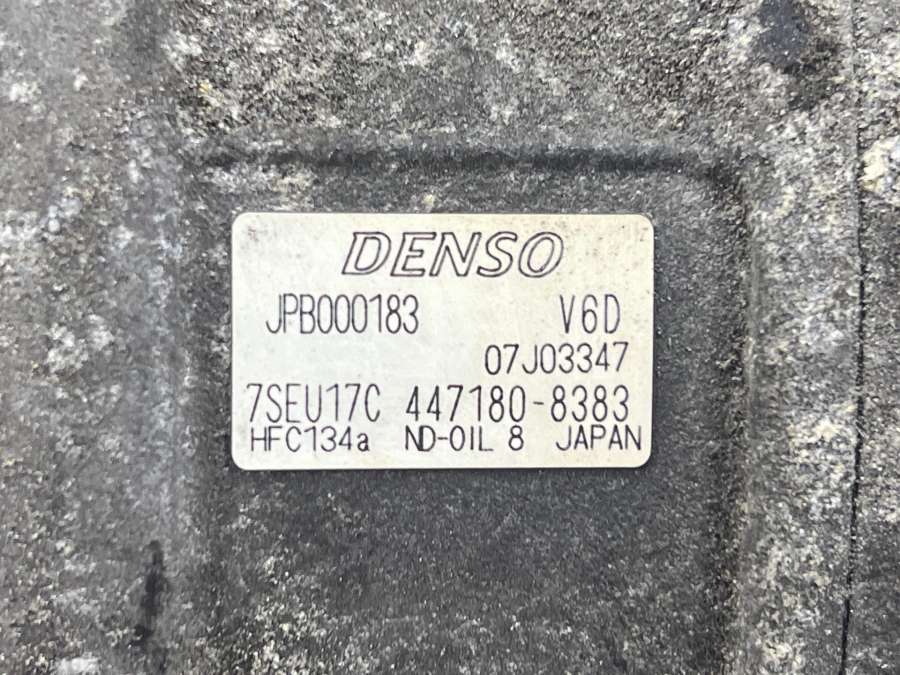 DENSO
JPB000183 V6D
07J03347
7SEU17C 447180-8383
HFC134a ND-OIL 8 JAPAN